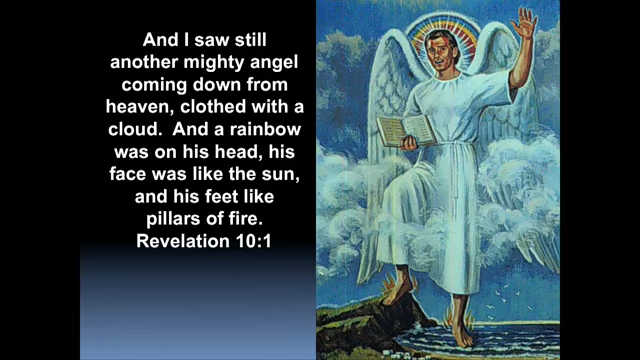 And I saw still
another mighty angel
coming down from
heaven, clothed with a
cloud. And a rainbow
was on his head, his
face was like the sun,
and his feet like
pillars of fire.
Revelation 10:1